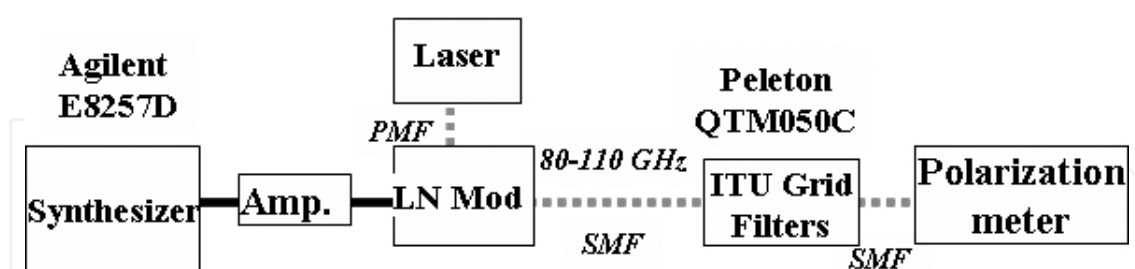 Agilent
E8257D
Laser
Peleton
QTM050C
PMF
80-110 GHz
Synthesizer
Amp.
LN Mod
ITU Grid
Filters
Polarization
meter
SMF
SMF